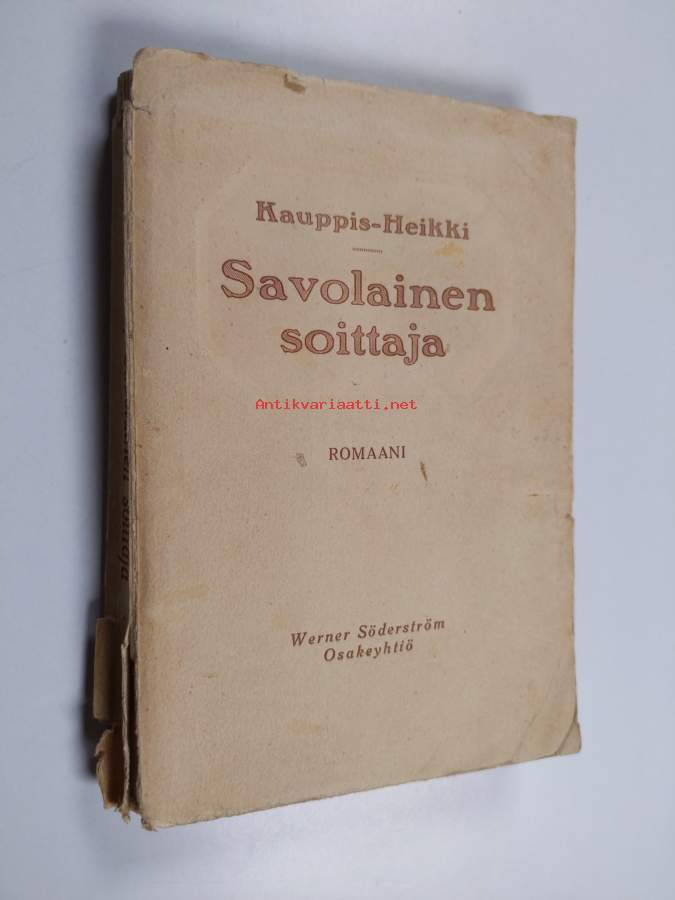 Kauppis-Heikki
Savolainen
soittaja
Antikvariaatti.net
ROMAANI
Werner Söderström
Osakeyhtiö